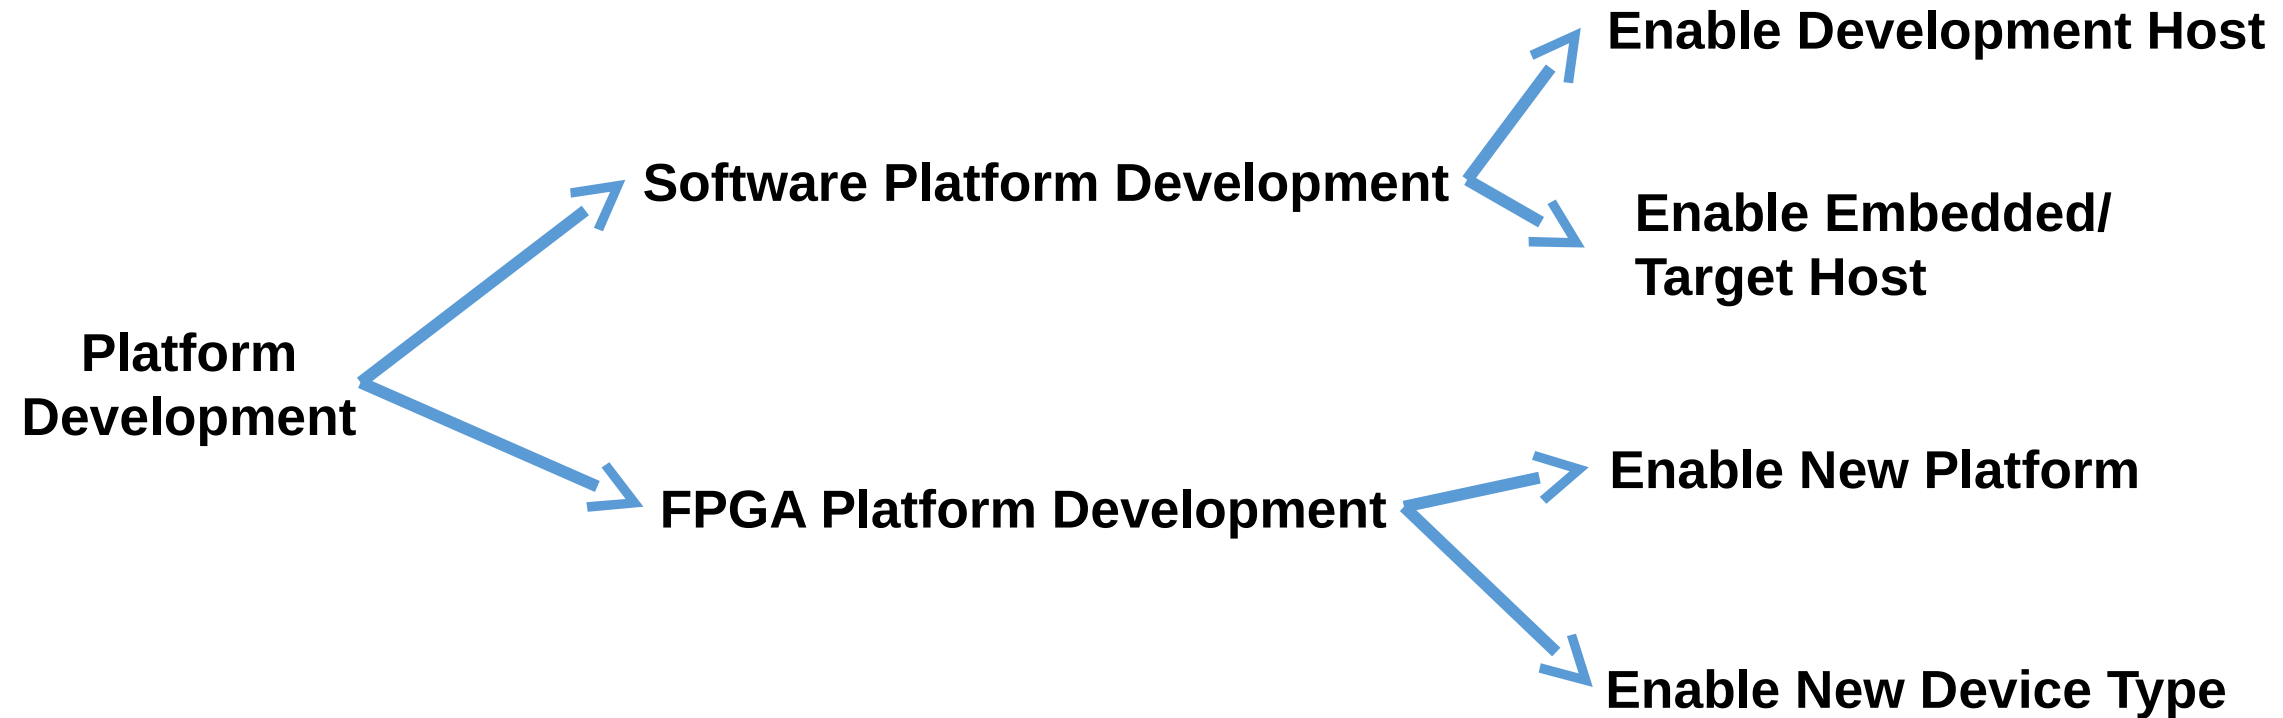 Enable Development Host
Software Platform Development
Enable Embedded/
Target Host
Platform
Development
Enable New Platform
FPGA Platform Development
Enable New Device Type